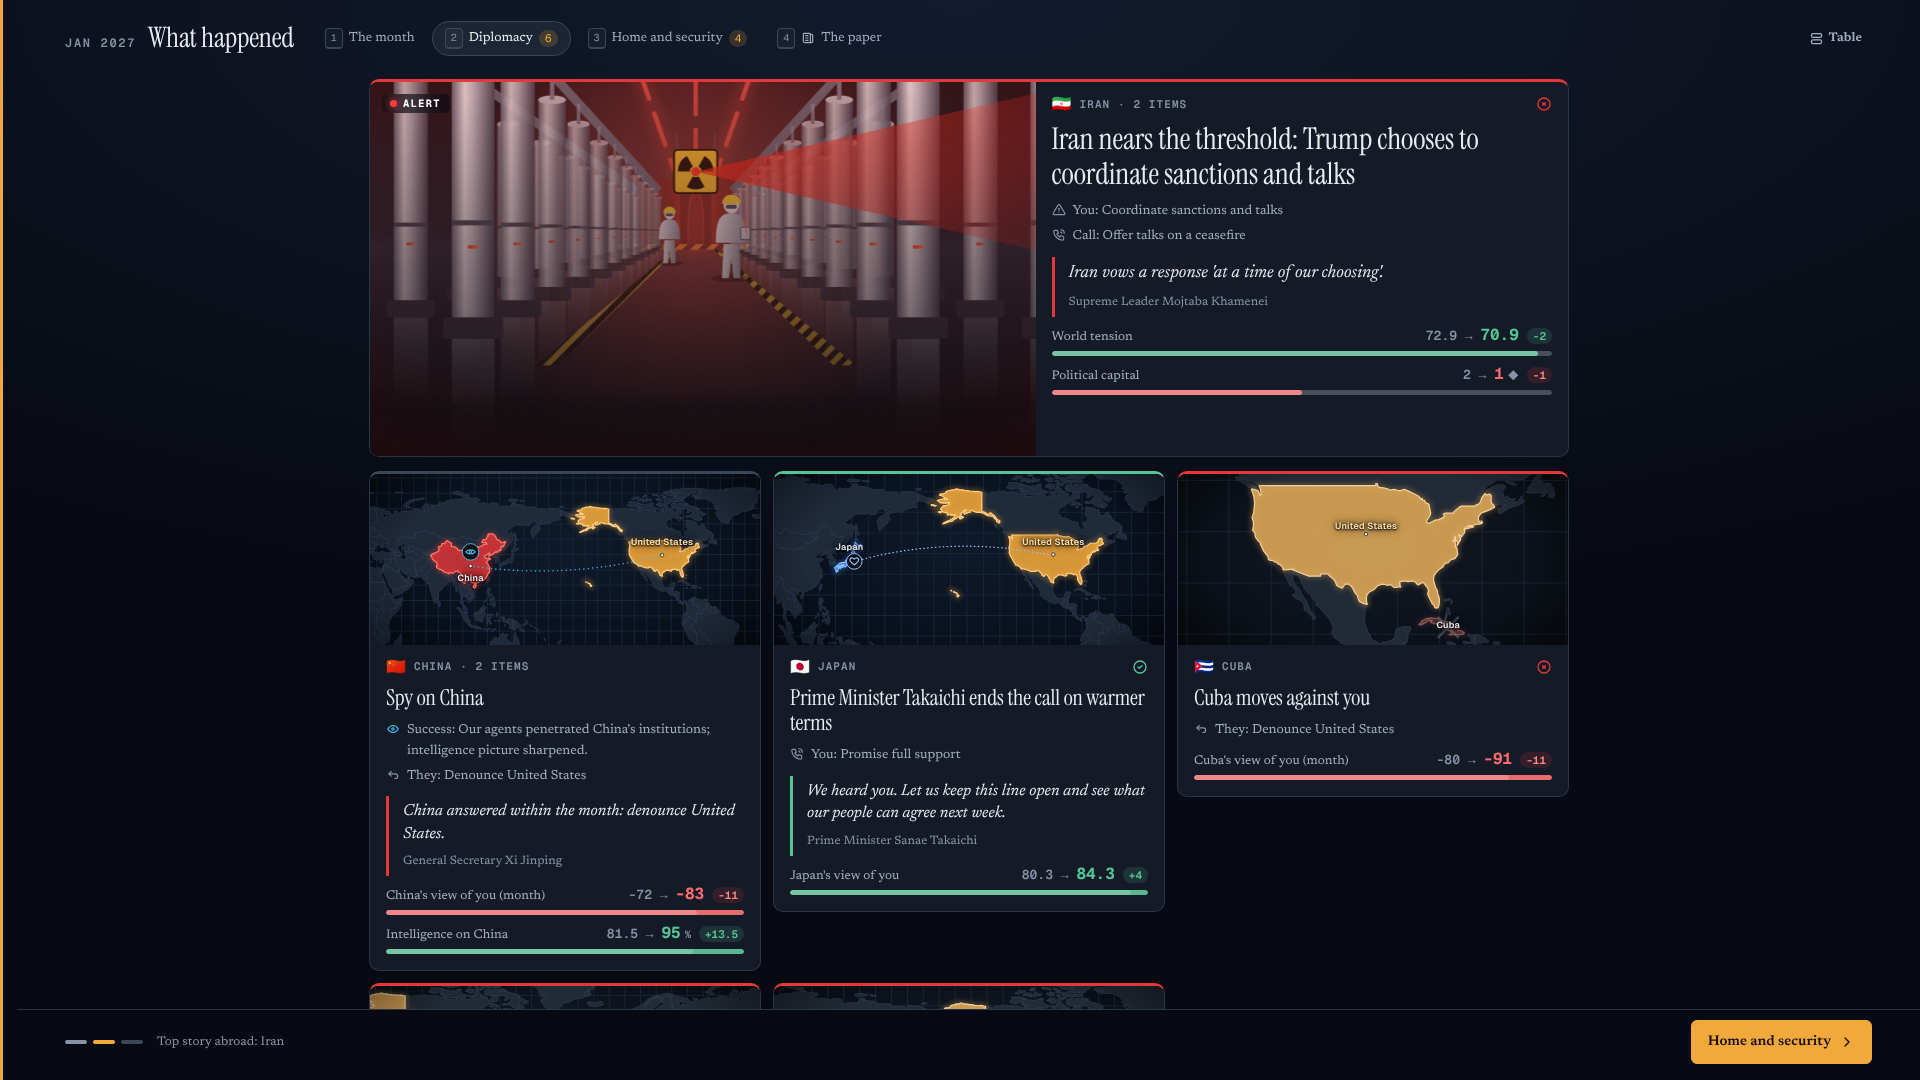 JAN 2027 What happened
1 The month
2 Diplomacy 6
3 Home and security 4
4 The paper
Table
ALERT
IRAN · 2 ITEMS
Iran nears the threshold: Trump chooses to
coordinate sanctions and talks
You: Coordinate sanctions and talks
Call: Offer talks on a ceasefire
Iran vows a response 'at a time of our choosing'.
Supreme Leader Mojtaba Khamenei
World tension 72.9 → 70.9 -2
Political capital 2 → 1 ◆ -1
China
United States
CHINA · 2 ITEMS
Spy on China
Success: Our agents penetrated China's institutions;
intelligence picture sharpened.
They: Denounce United States
China answered within the month: denounce United
States.
General Secretary Xi Jinping
China's view of you (month) -72 → -83 -11
Intelligence on China 81.5 → 95 % +13.5
Japan
United States
JAPAN
Prime Minister Takaichi ends the call on warmer
terms
You: Promise full support
We heard you. Let us keep this line open and see what
our people can agree next week.
Prime Minister Sanae Takaichi
Japan's view of you 80.3 → 84.3 +4
United States
Cuba
CUBA
Cuba moves against you
They: Denounce United States
Cuba's view of you (month) -80 → -91 -11
Top story abroad: Iran
Home and security